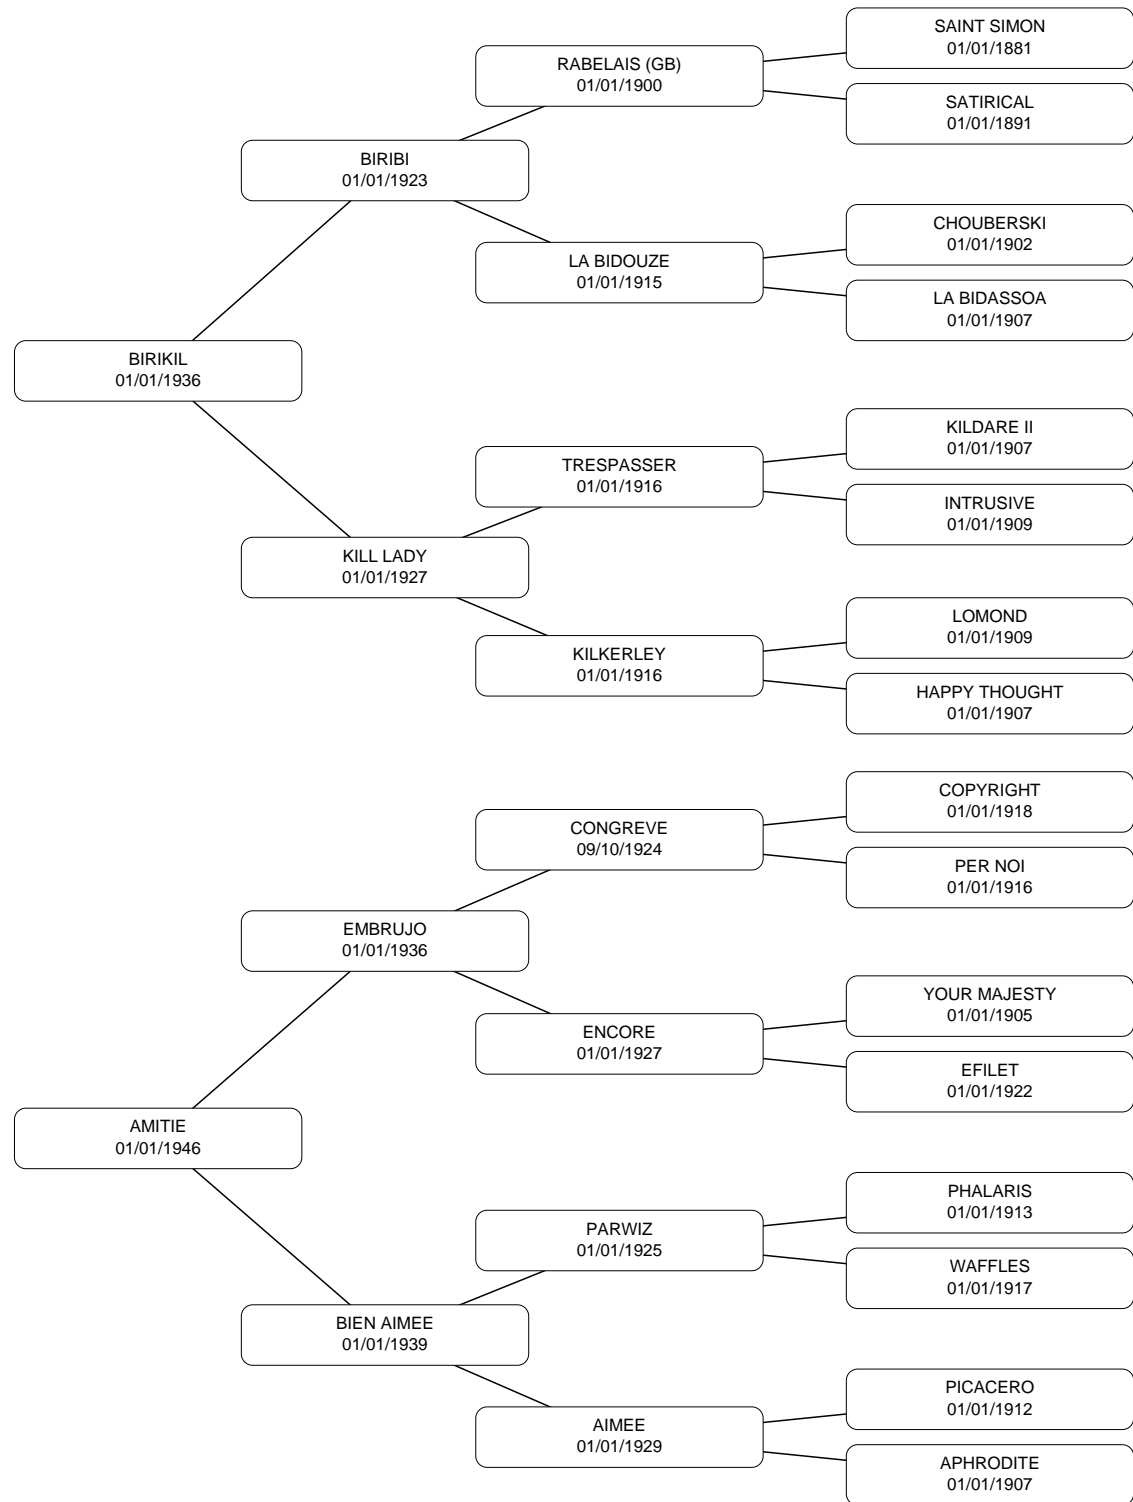 SAINT SIMON
01/01/1881
RABELAIS (GB)
01/01/1900
SATIRICAL
01/01/1891
BIRIBI
01/01/1923
CHOUBERSKI
01/01/1902
LA BIDOUZE
01/01/1915
LA BIDASSOA
01/01/1907
BIRIKIL
01/01/1936
KILDARE II
01/01/1907
TRESPASSER
01/01/1916
INTRUSIVE
01/01/1909
KILL LADY
01/01/1927
LOMOND
01/01/1909
KILKERLEY
01/01/1916
HAPPY THOUGHT
01/01/1907
COPYRIGHT
01/01/1918
CONGREVE
09/10/1924
PER NOI
01/01/1916
EMBRUJO
01/01/1936
YOUR MAJESTY
01/01/1905
ENCORE
01/01/1927
EFILET
01/01/1922
AMITIE
01/01/1946
PHALARIS
01/01/1913
PARWIZ
01/01/1925
WAFFLES
01/01/1917
BIEN AIMEE
01/01/1939
PICACERO
01/01/1912
AIMEE
01/01/1929
APHRODITE
01/01/1907